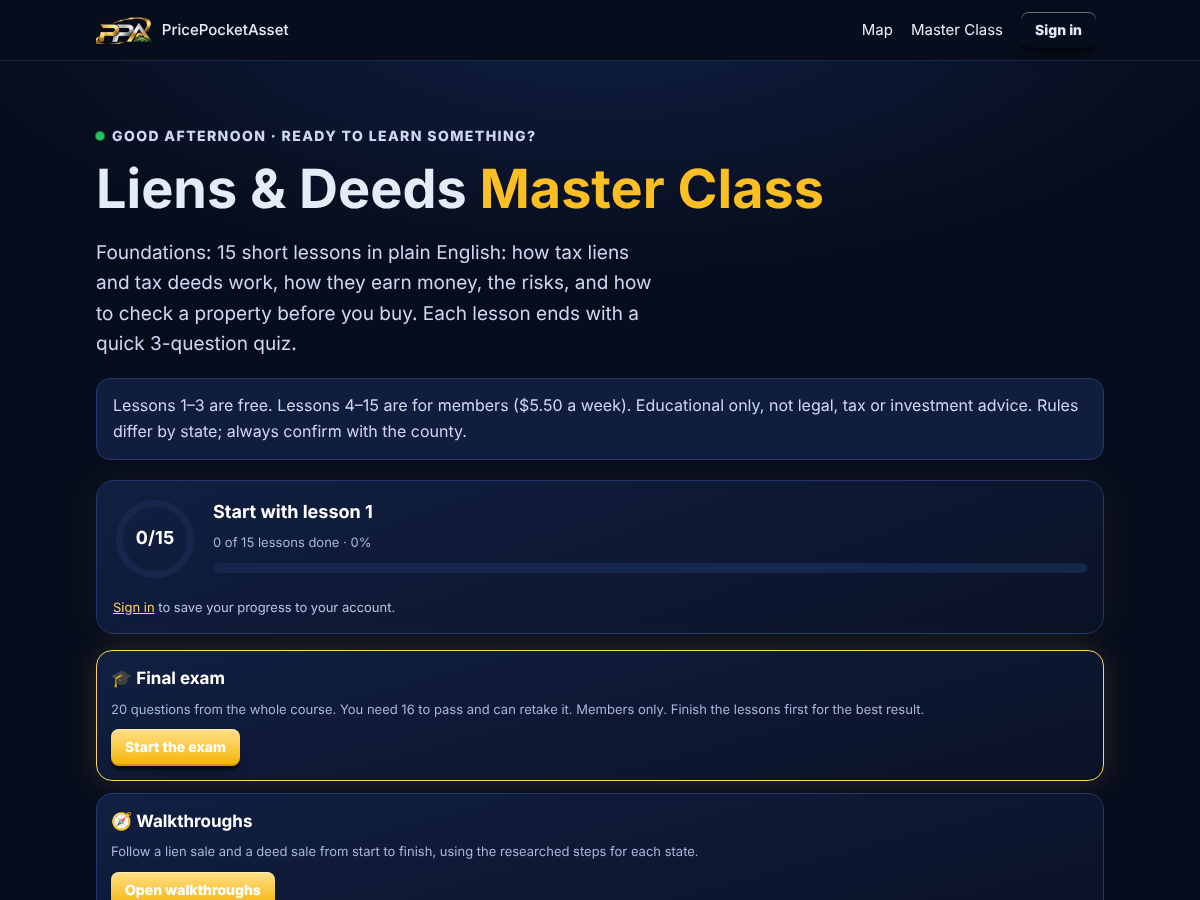 PPA PricePocketAsset
Map Master Class Sign in
GOOD AFTERNOON · READY TO LEARN SOMETHING?
Liens & Deeds Master Class
Foundations: 15 short lessons in plain English: how tax liens
and tax deeds work, how they earn money, the risks, and how
to check a property before you buy. Each lesson ends with a
quick 3-question quiz.
Lessons 1–3 are free. Lessons 4–15 are for members ($5.50 a week). Educational only, not legal, tax or investment advice. Rules
differ by state; always confirm with the county.
0/15
Start with lesson 1
0 of 15 lessons done · 0%
Sign in to save your progress to your account.
🎓 Final exam
20 questions from the whole course. You need 16 to pass and can retake it. Members only. Finish the lessons first for the best result.
Start the exam
🧭 Walkthroughs
Follow a lien sale and a deed sale from start to finish, using the researched steps for each state.
Open walkthroughs